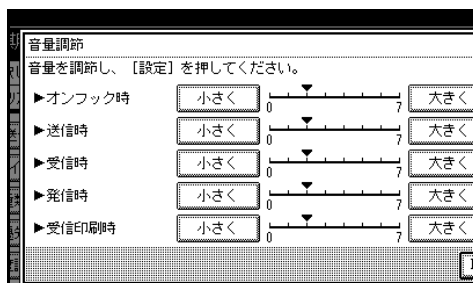 音量調節
音量を調節し、［設定］を押してください。
▶オンフック時 小さく 0 7 大きく
▶送信時 小さく 0 7 大きく
▶受信時 小さく 0 7 大きく
▶発信時 小さく 0 7 大きく
▶受信印刷時 小さく 0 7 大きく